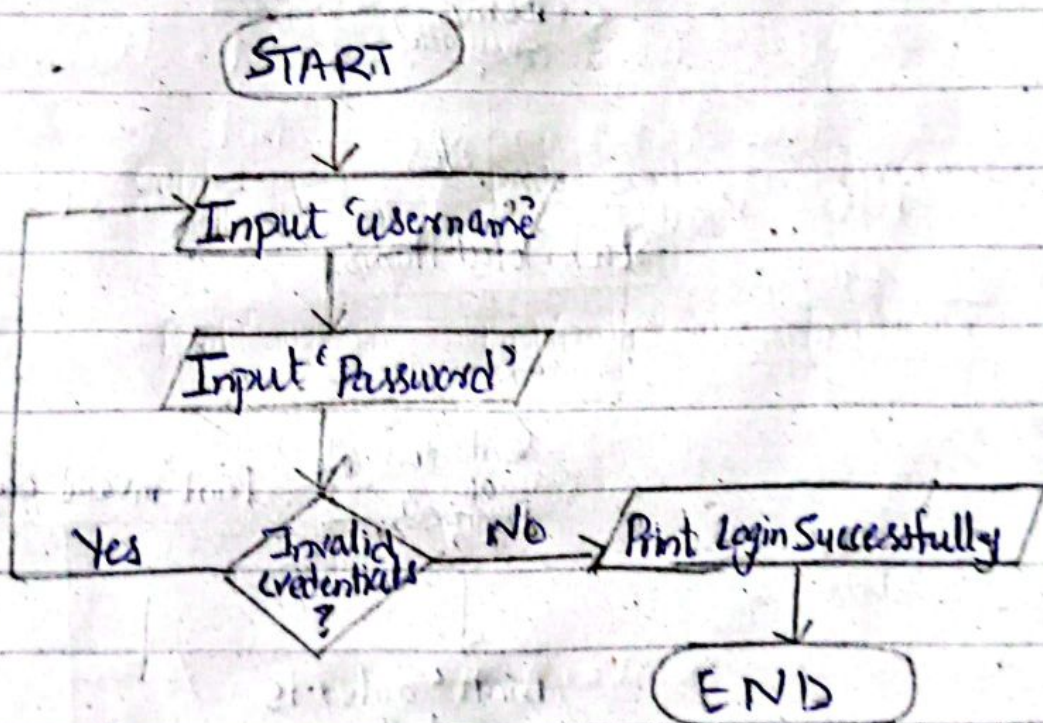 START
Input 'username'
Input 'Password'
Yes
Invalid
credentials
?
No
Print Login Successfully
END